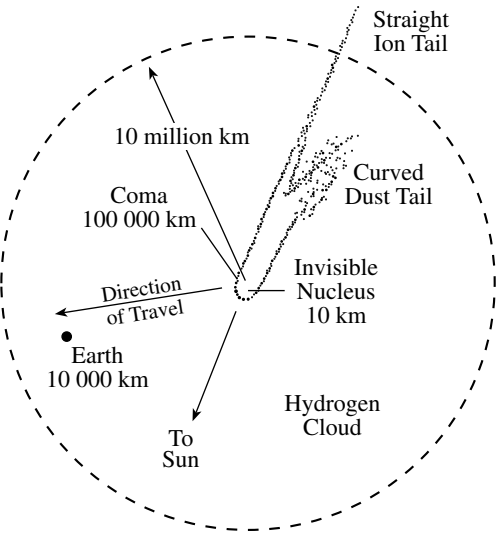 Straight
Ion Tail
10 million km
Curved
Dust Tail
Coma
100 000 km
Invisible
Nucleus
10 km
Direction
of Travel
Earth
10 000 km
Hydrogen
Cloud
To
Sun